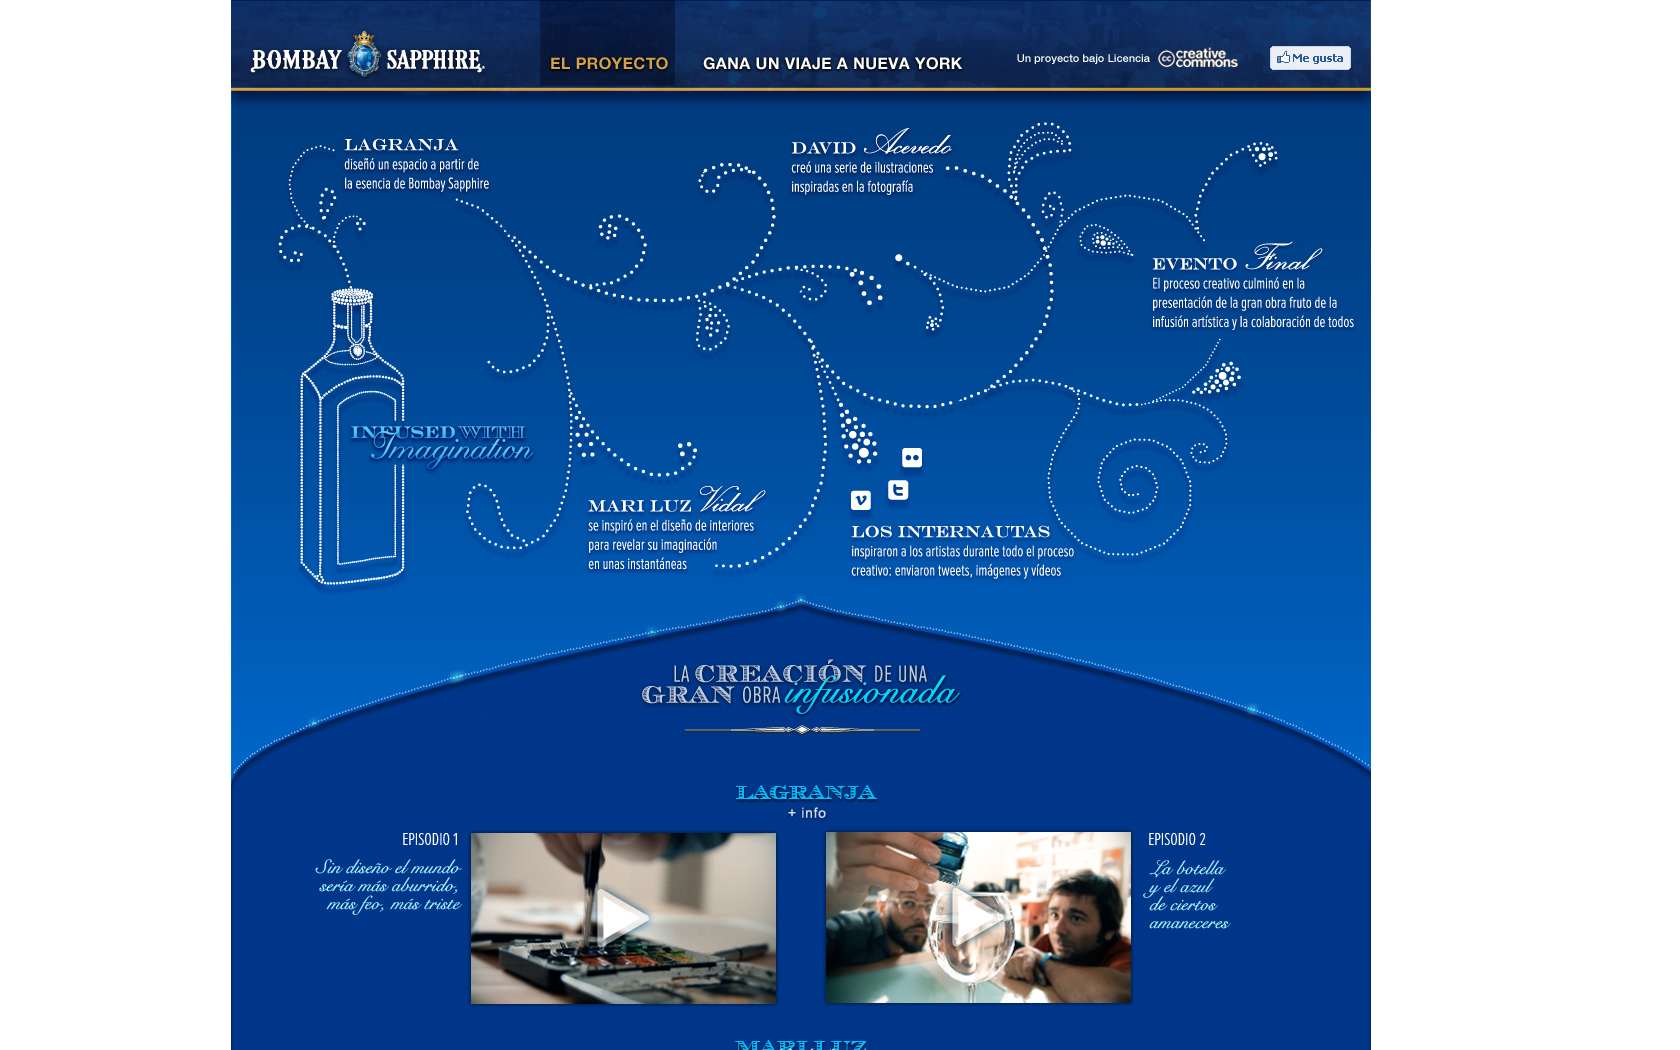 BOMBAY SAPPHIRE
EL PROYECTO
GANA UN VIAJE A NUEVA YORK
Un proyecto bajo Licencia
cc creative commons
Me gusta
LAGRANJA
diseñó un espacio a partir de
la esencia de Bombay Sapphire
DAVID Acevedo
creó una serie de ilustraciones
inspiradas en la fotografía
EVENTO Final
El proceso creativo culminó en la
presentación de la gran obra fruto de la
infusión artística y la colaboración de todos
INFUSED WITH
Imagination
MARI LUZ Vidal
se inspiró en el diseño de interiores
para revelar su imaginación
en unas instantáneas
LOS INTERNAUTAS
inspiraron a los artistas durante todo el proceso
creativo: enviaron tweets, imágenes y vídeos
LA CREACIÓN DE UNA
GRAN OBRA infusionada
LAGRANJA
+ info
EPISODIO 1
Sin diseño el mundo
sería más aburrido,
más feo, más triste
EPISODIO 2
La botella
y el azul
de ciertos
amaneceres
MARI LUZ